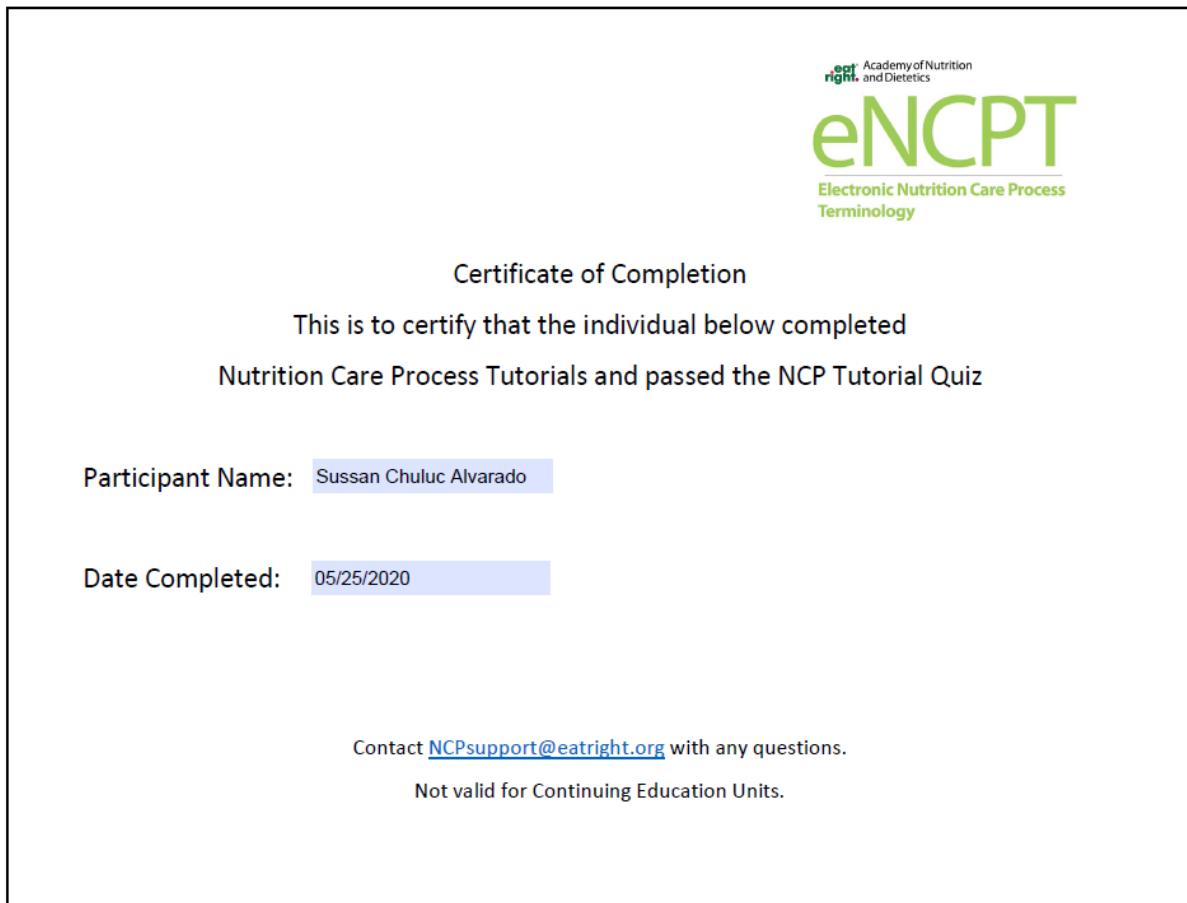 eat right. Academy of Nutrition and Dietetics
eNCPT
Electronic Nutrition Care Process
Terminology
Certificate of Completion
This is to certify that the individual below completed
Nutrition Care Process Tutorials and passed the NCP Tutorial Quiz
Participant Name: Sussan Chuluc Alvarado
Date Completed: 05/25/2020
Contact NCPsupport@eatright.org with any questions.
Not valid for Continuing Education Units.